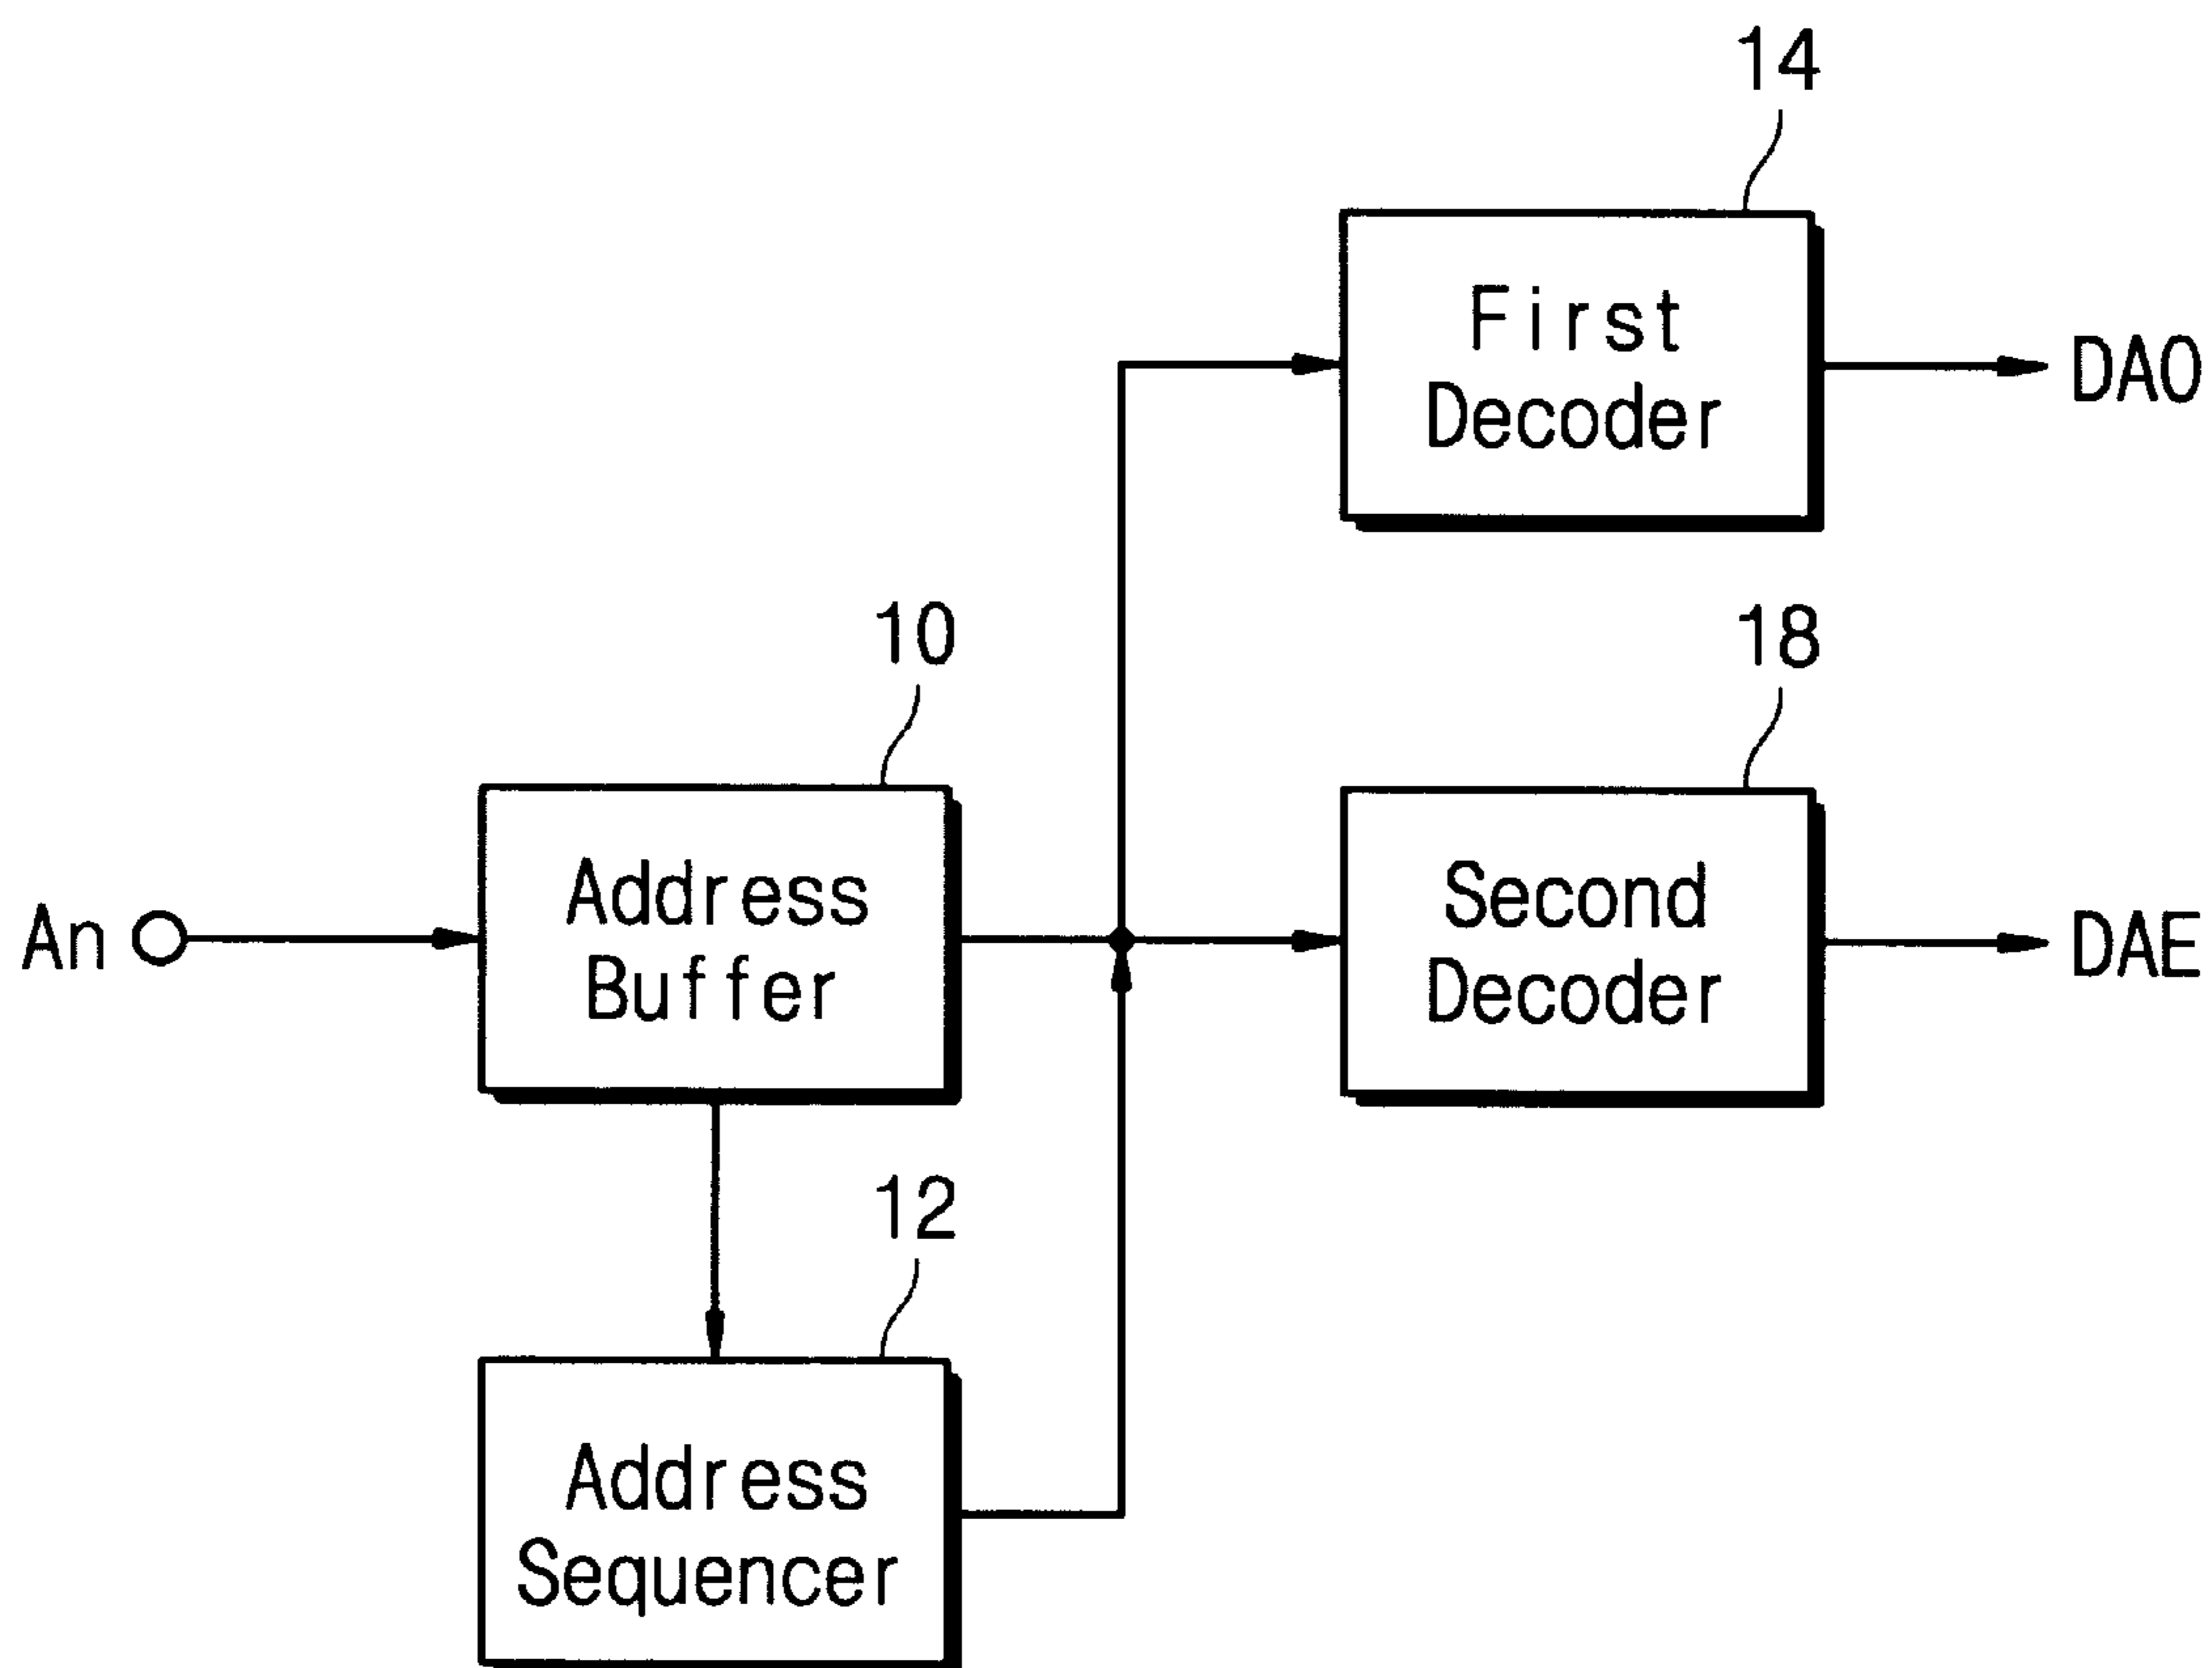 14
First
Decoder
DAO
10
18
An
Address
Buffer
Second
Decoder
DAE
12
Address
Sequencer